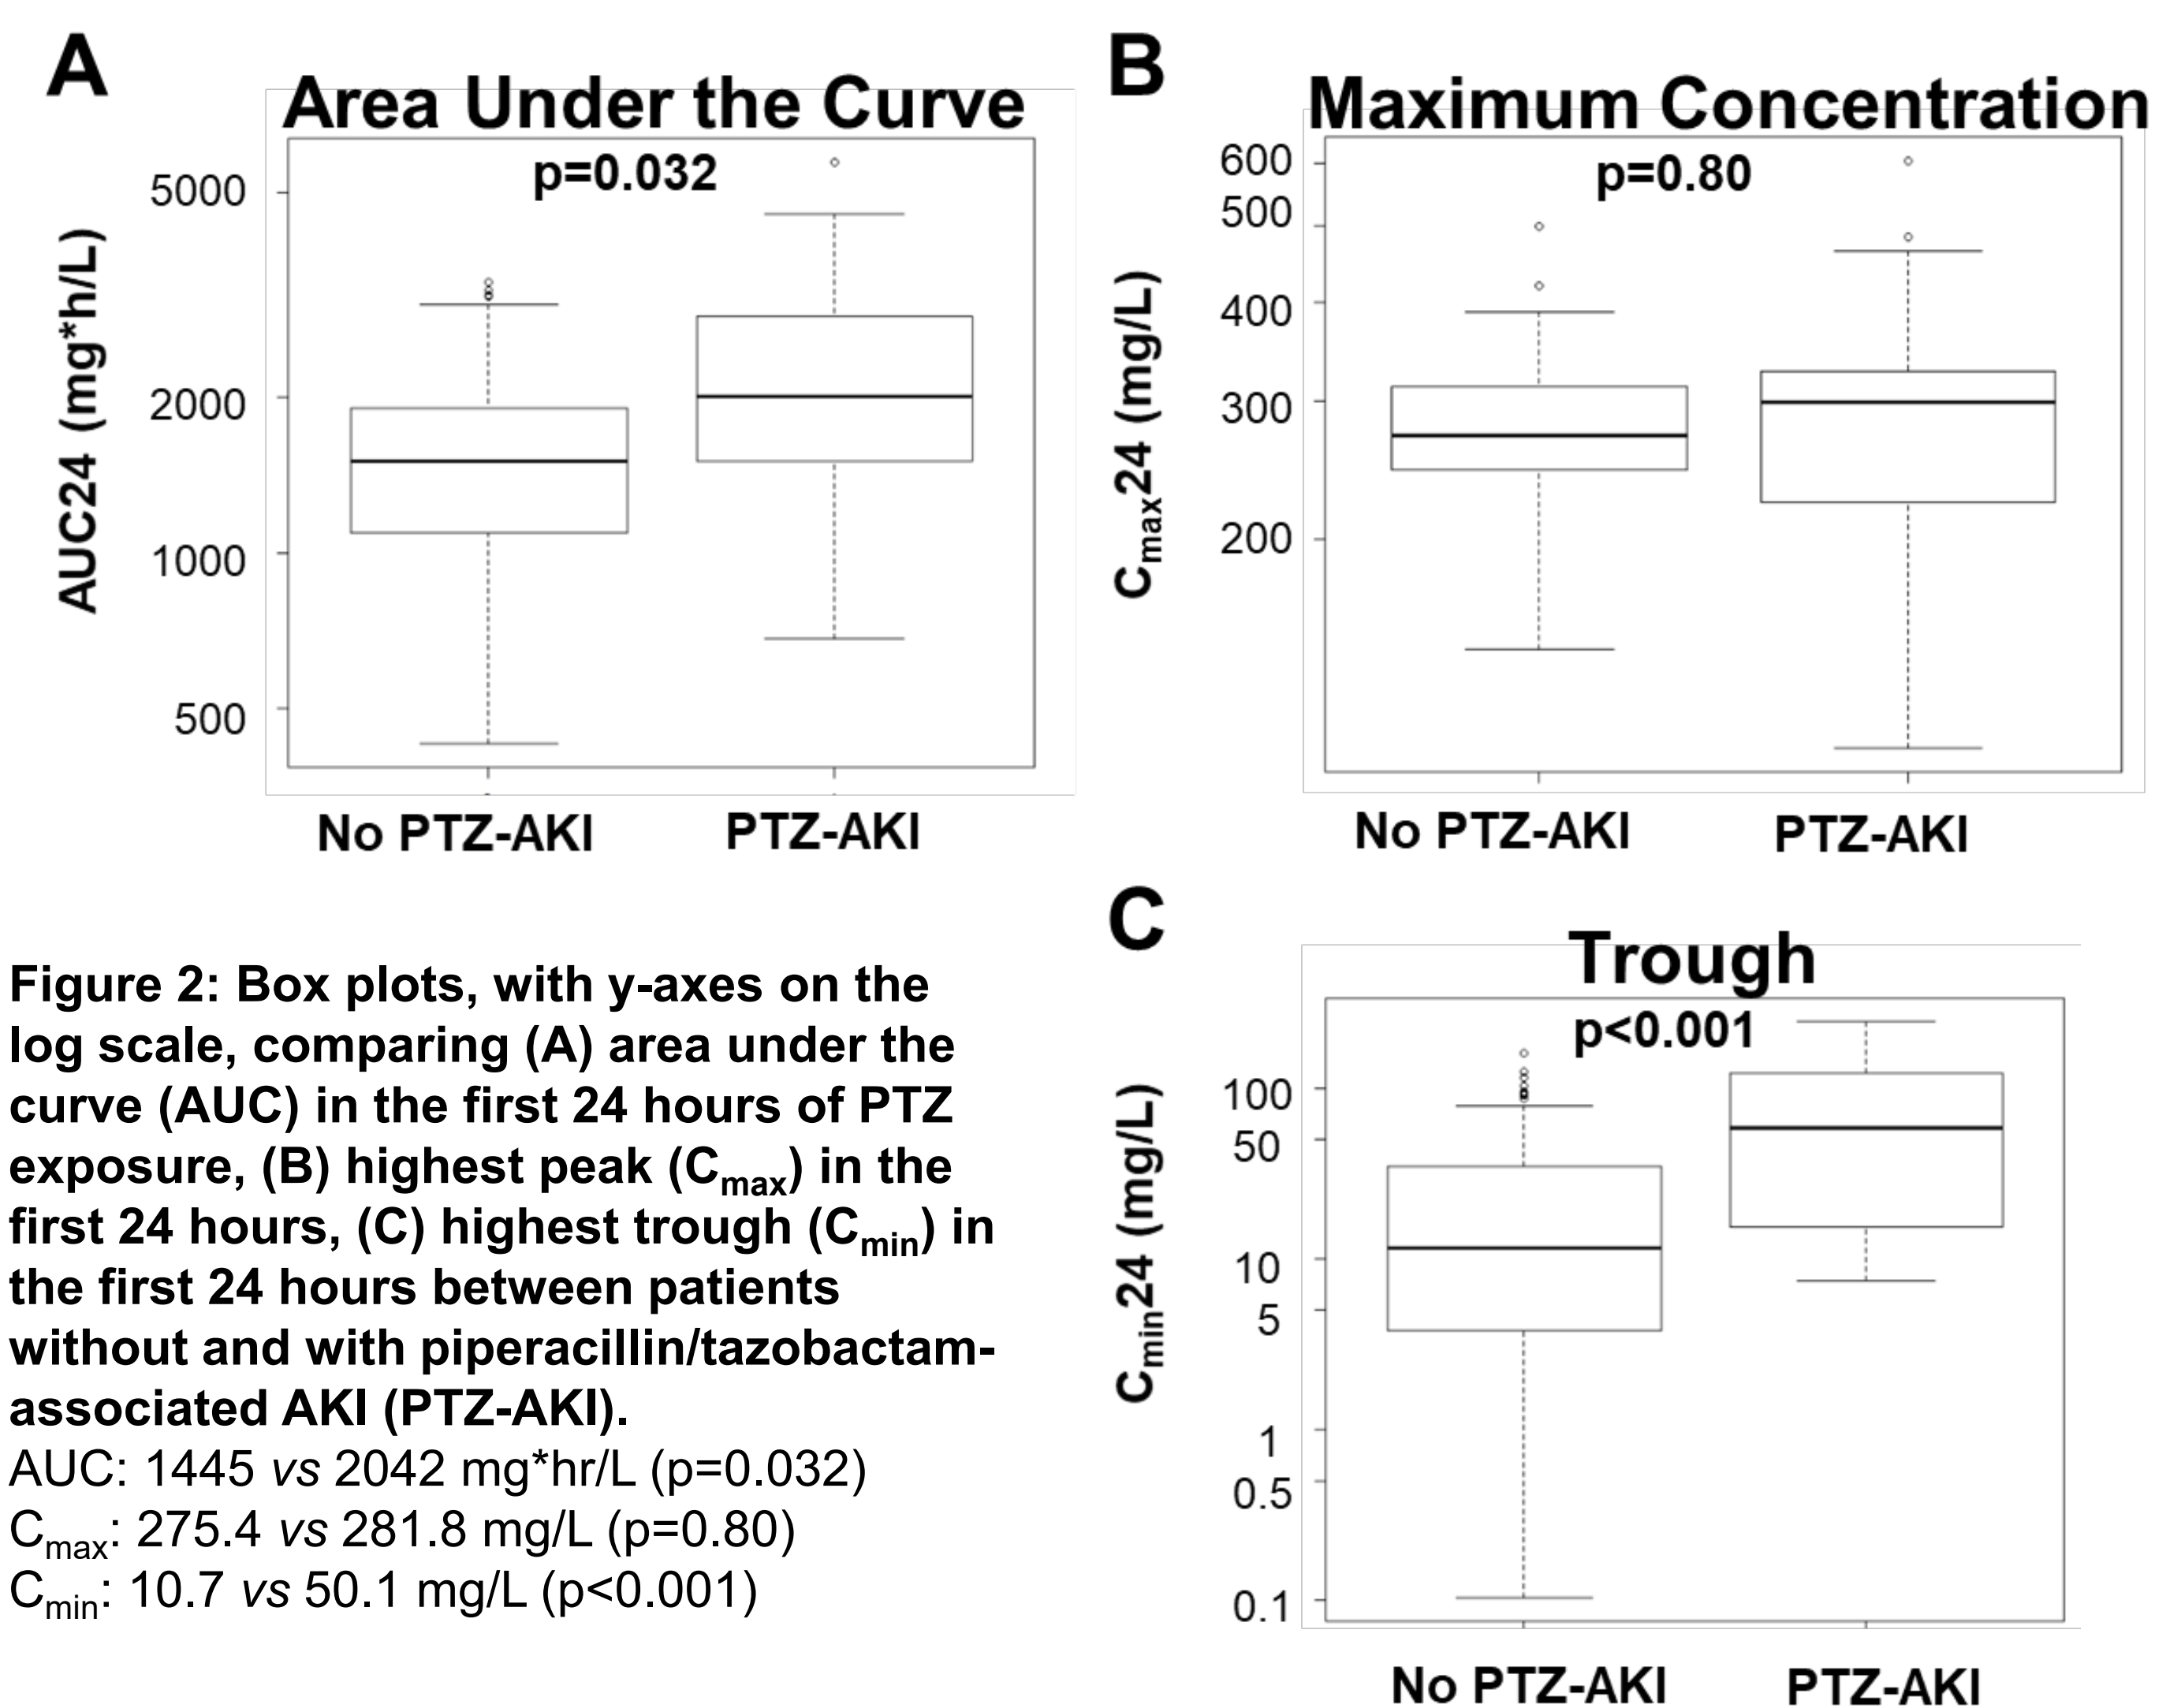 A
Area Under the Curve
p=0.032
AUC24 (mg*h/L)
5000
2000
1000
500
No PTZ-AKI
PTZ-AKI
B
Maximum Concentration
p=0.80
Cmax24 (mg/L)
600
500
400
300
200
No PTZ-AKI
PTZ-AKI
C
Trough
p<0.001
Cmin24 (mg/L)
100
50
10
5
1
0.5
0.1
No PTZ-AKI
PTZ-AKI
Figure 2: Box plots, with y-axes on the
log scale, comparing (A) area under the
curve (AUC) in the first 24 hours of PTZ
exposure, (B) highest peak (Cmax) in the
first 24 hours, (C) highest trough (Cmin) in
the first 24 hours between patients
without and with piperacillin/tazobactam-
associated AKI (PTZ-AKI).
AUC: 1445 vs 2042 mg*hr/L (p=0.032)
Cmax: 275.4 vs 281.8 mg/L (p=0.80)
Cmin: 10.7 vs 50.1 mg/L (p<0.001)